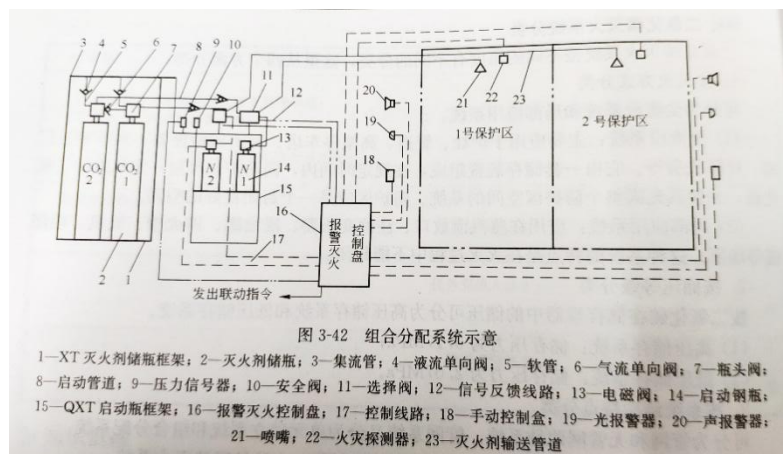 3 4 5 6 7 8 9 10
11
12
13
14
15
16
17
CO₂
2
CO₂
1
N
2
N
1
报警灭火
控制盘
20
19
18
21
22
23
1号保护区
2号保护区
2 1
发出联动指令
图 3-42 组合分配系统示意
1—XT灭火剂储瓶框架；2—灭火剂储瓶；3—集流管；4—液流单向阀；5—软管；6—气流单向阀；7—瓶头阀；
8—启动管道；9—压力信号器；10—安全阀；11—选择阀；12—信号反馈线路；13—电磁阀；14—启动钢瓶；
15—QXT启动瓶框架；16—报警灭火控制盘；17—控制线路；18—手动控制盒；19—光报警器；20—声报警器；
21—喷嘴；22—火灾探测器；23—灭火剂输送管道